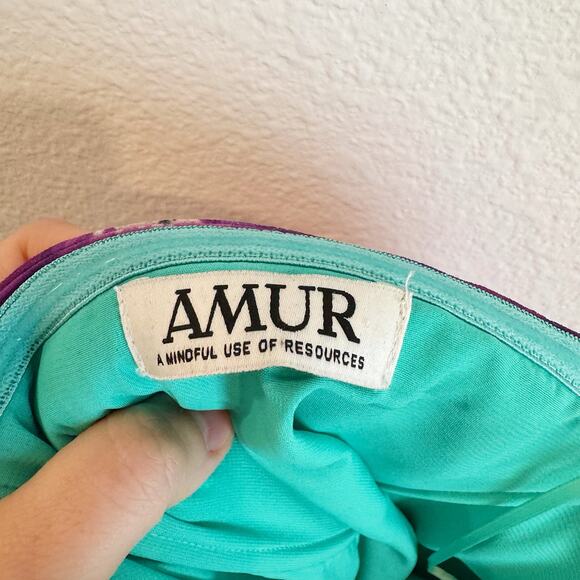 AMUR
A MINDFUL USE OF RESOURCES